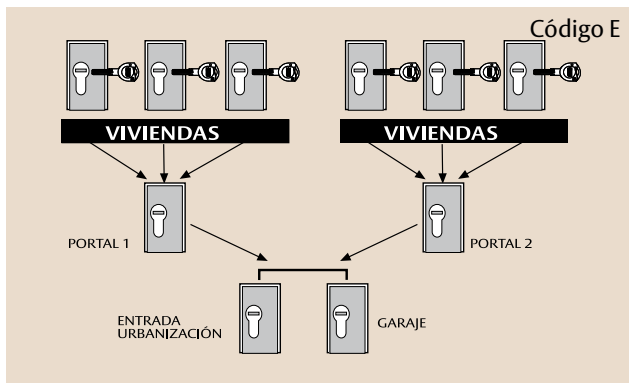 Código E
VIVIENDAS
VIVIENDAS
PORTAL 1
PORTAL 2
ENTRADA
URBANIZACIÓN
GARAJE